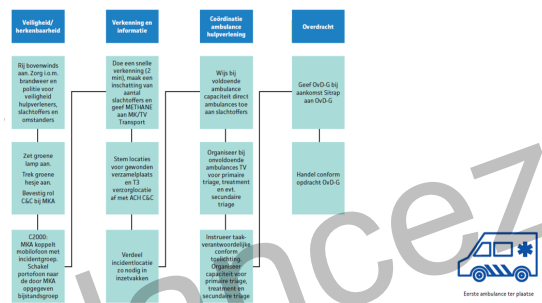 Veiligheid/
herkenbaarheid
Rij bovenwinds
aan. Zorg i.o.m.
brandweer en
politie voor
veiligheid
hulpverleners,
slachtoffers en
omstanders
Zet groene
lamp aan.
Trek groene
hesje aan.
Bevestig rol
C&C bij MKA
C2000:
MKA koppelt
mobilofoon met
incidentgroep.
Schakel
portofoon naar
de door MKA
opgegeven
bijstandsgroep
Verkenning en
informatie
Doe een snelle
verkenning (2
min), maak een
inschatting van
aantal
slachtoffers en
geef METHANE
aan MK/TV
Transport
Stem locaties
voor gewonden
verzamelplaats
en T3
verzorglocatie
af met ACH C&C
Verdeel
incidentlocatie
zo nodig in
inzetvakken
Coördinatie
ambulance
hulpverlening
Wijs bij
voldoende
ambulance
capaciteit direct
ambulances toe
aan slachtoffers
Organiseer bij
onvoldoende
ambulances TV
voor primaire
triage, treatment
en evt.
secundaire
triage
Instrueer taak-
verantwoordelijke
conform
toelichting.
Organiseer
capaciteit voor
primaire triage,
treatment en
secundaire triage
Overdracht
Geef OvD-G bij
aankomst Sitrap
aan OvD-G
Handel conform
opdracht OvD-G
Eerste ambulance ter plaatse